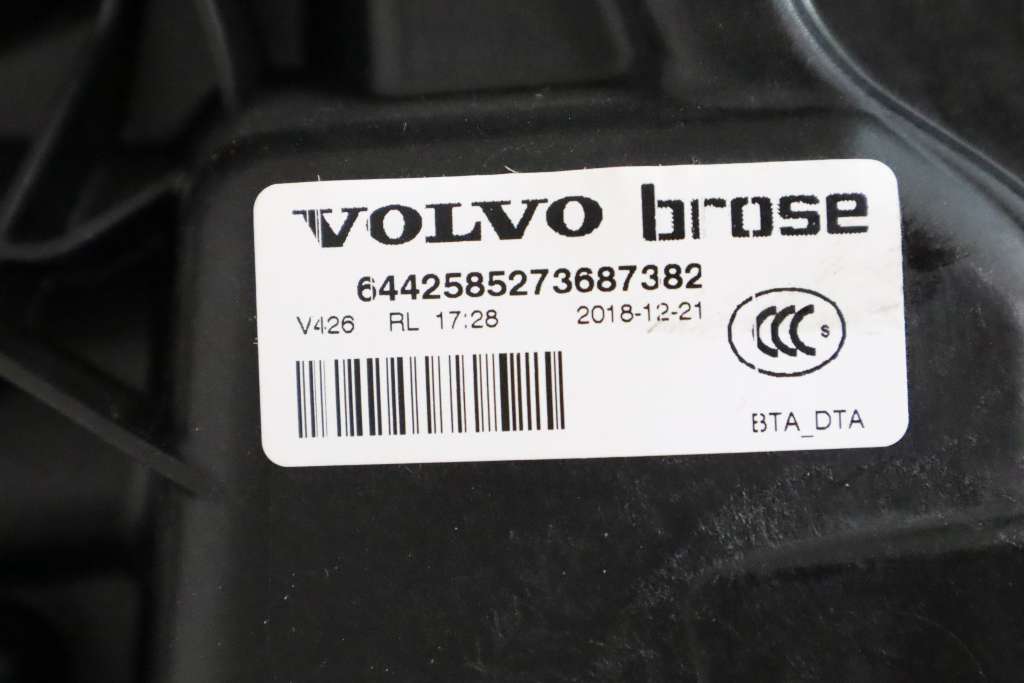 VOLVO brose
6442585273687382
V426 RL 17:28 2018-12-21
CCC S
BTA_DTA